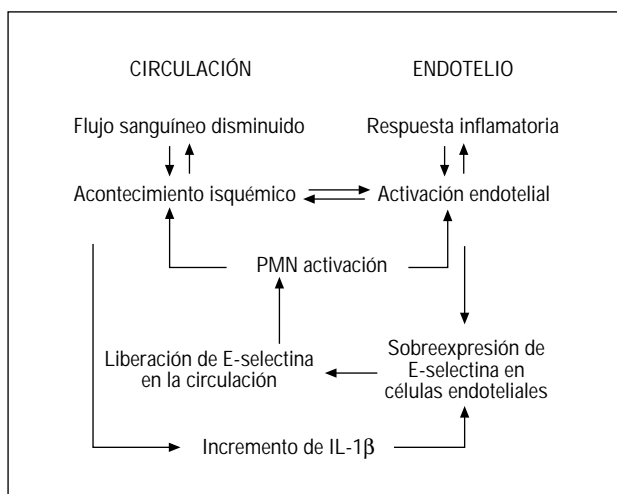 CIRCULACIÓN
ENDOTELIO
Flujo sanguíneo disminuido
Respuesta inflamatoria
Acontecimiento isquémico
Activación endotelial
PMN activación
Liberación de E-selectina
en la circulación
Sobreexpresión de
E-selectina en
células endoteliales
Incremento de IL-1β